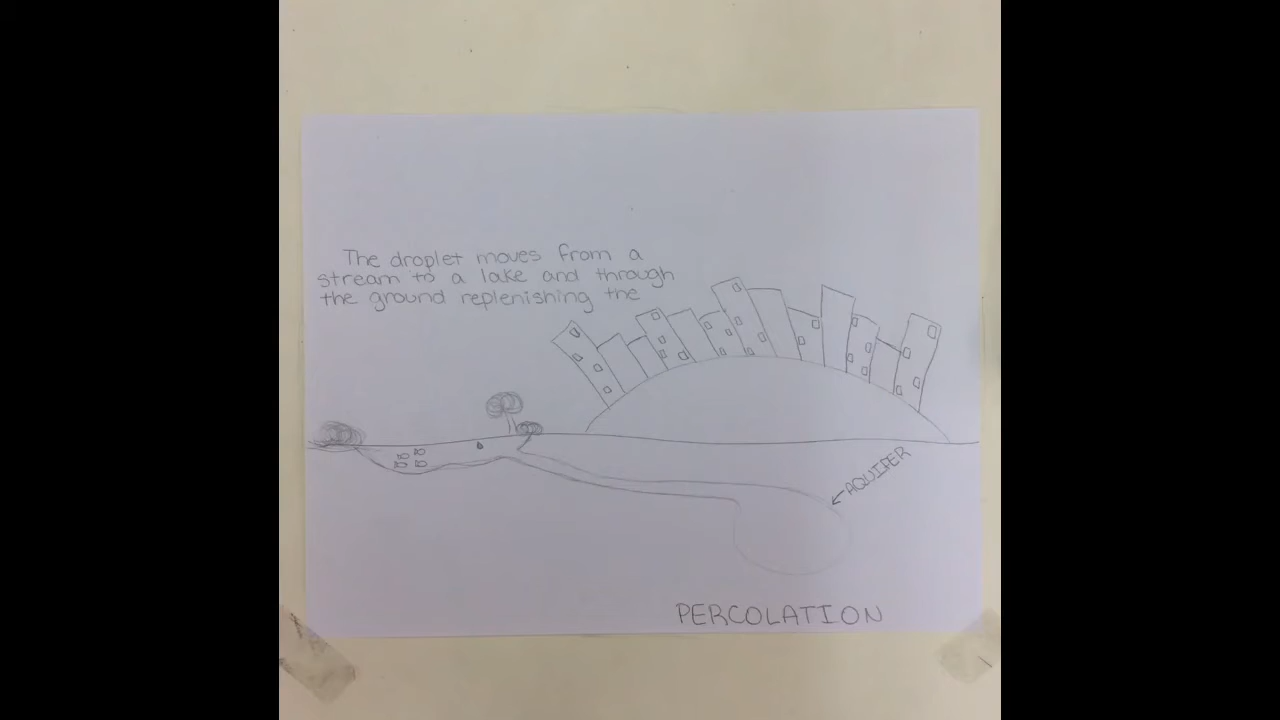 The droplet moves from a
stream to a lake and through
the ground replenishing the
AQUIFER
PERCOLATION